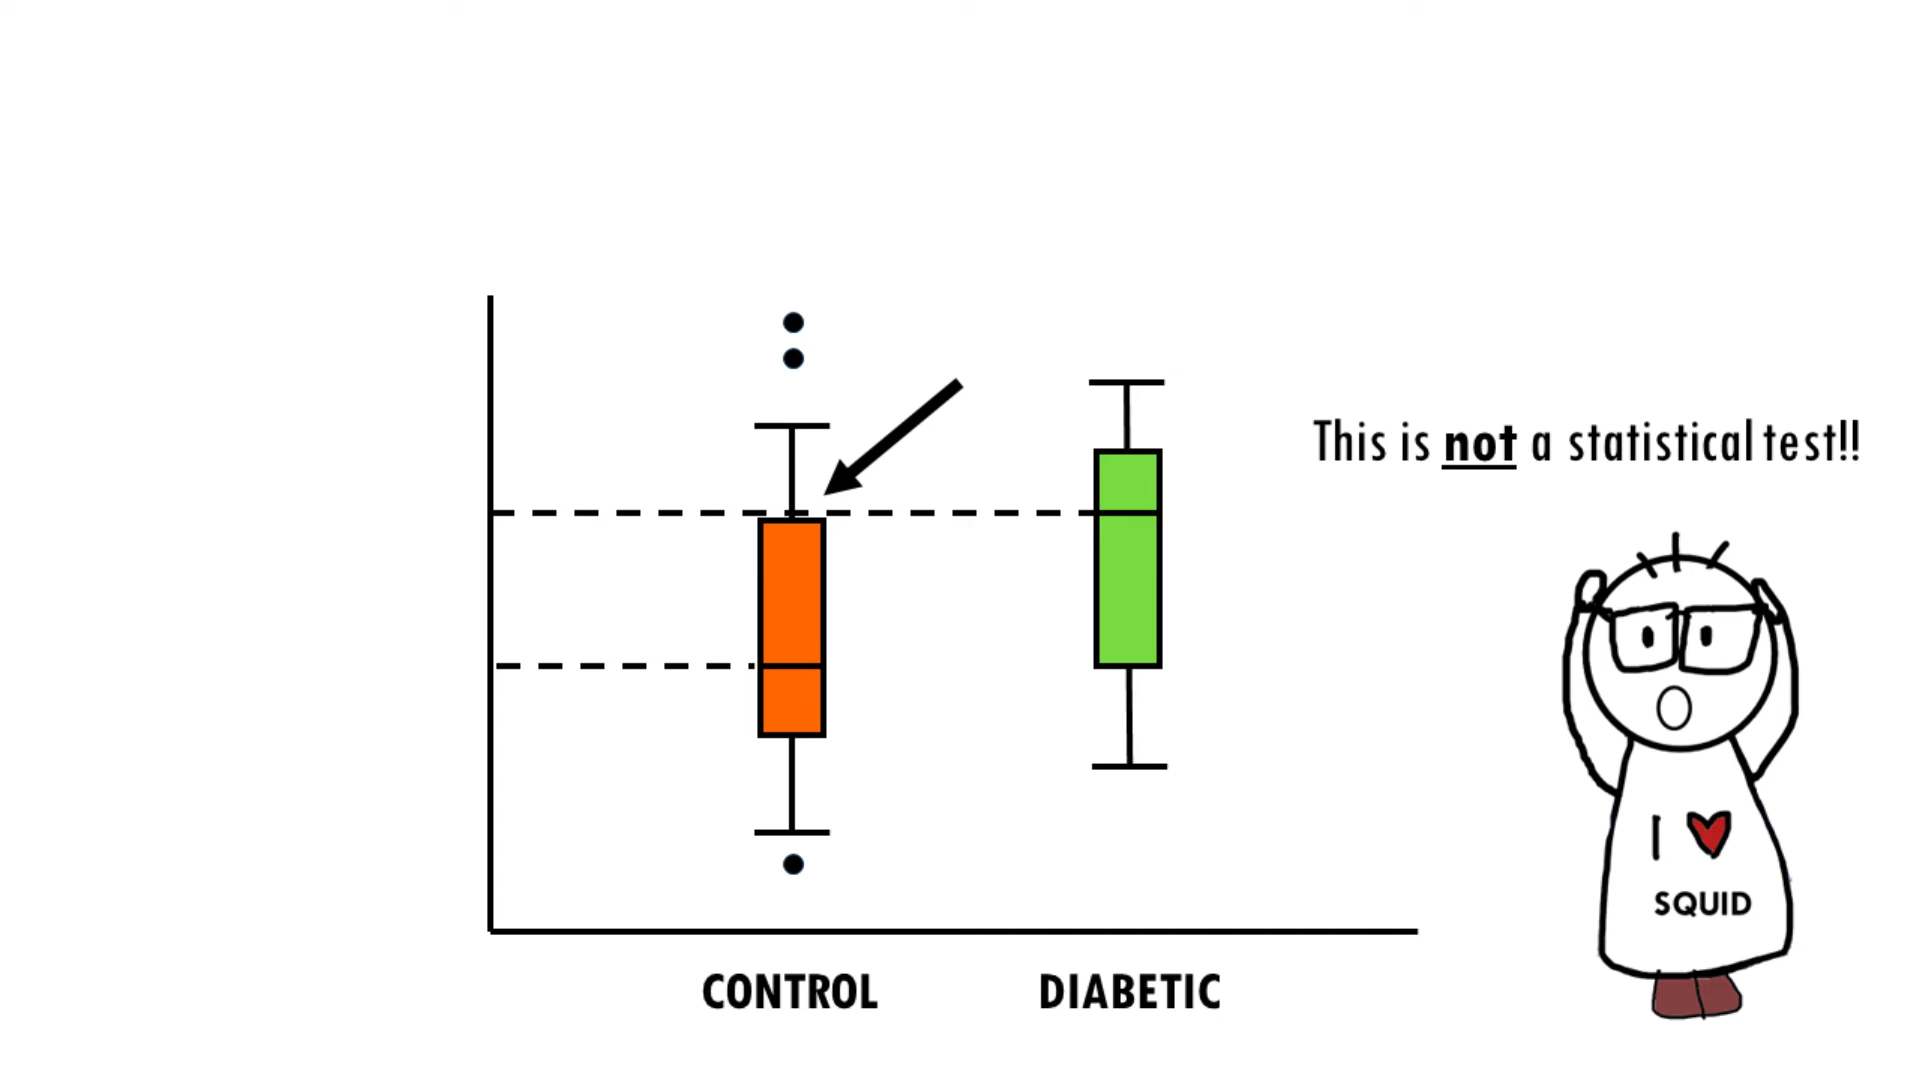 This is not a statistical test!!
I
SQUID
CONTROL
DIABETIC